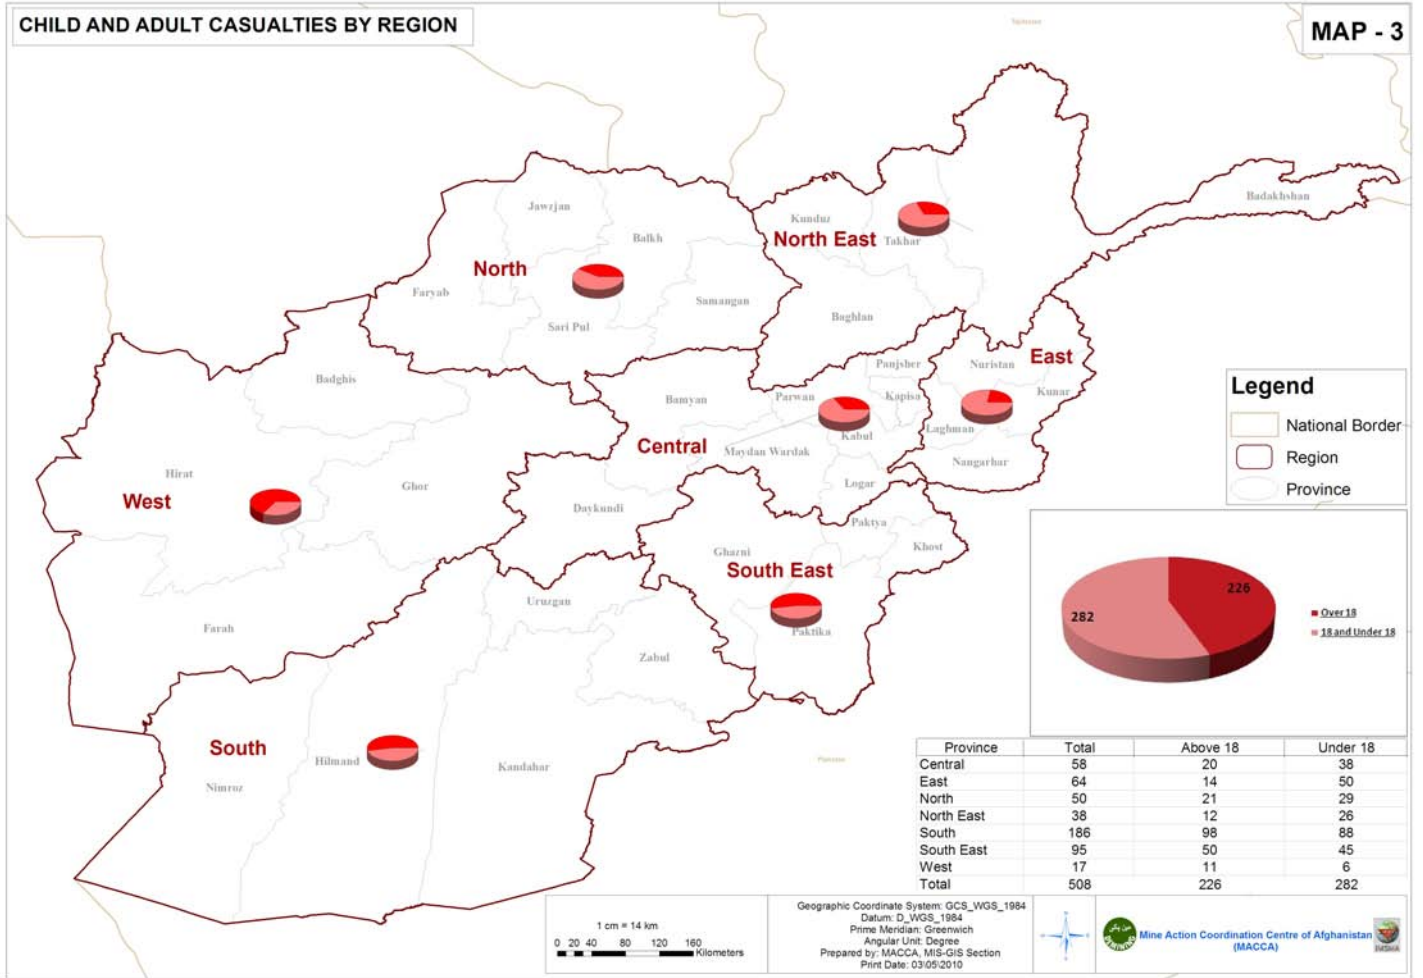 CHILD AND ADULT CASUALTIES BY REGION
MAP - 3
Badakhshan
Jawzjan
Kunduz
Balkh
North East
Takhar
North
Faryab
Samangan
Sari Pul
Baghlan
East
Panjsher
Nuristan
Badghis
Kunar
Bamyan
Parwan
Kapisa
Laghman
Kabul
Central
Maydan Wardak
Nangarhar
Hirat
Ghor
Logar
West
Daykundi
Paktya
Khost
Ghazni
South East
Uruzgan
Farah
Paktika
Zabul
South
Hilmand
Kandahar
Nimroz
Pakistan
Legend
National Border
Region
Province
226
282
Over 18
18 and Under 18
Province Total Above 18 Under 18
Central 58 20 38
East 64 14 50
North 50 21 29
North East 38 12 26
South 186 98 88
South East 95 50 45
West 17 11 6
Total 508 226 282
1 cm = 14 km
0 20 40 80 120 160
Kilometers
Geographic Coordinate System: GCS_WGS_1984
Datum: D_WGS_1984
Prime Meridian: Greenwich
Angular Unit: Degree
Prepared by: MACCA, MIS-GIS Section
Print Date: 03\05\2010
Mine Action Coordination Centre of Afghanistan
(MACCA)